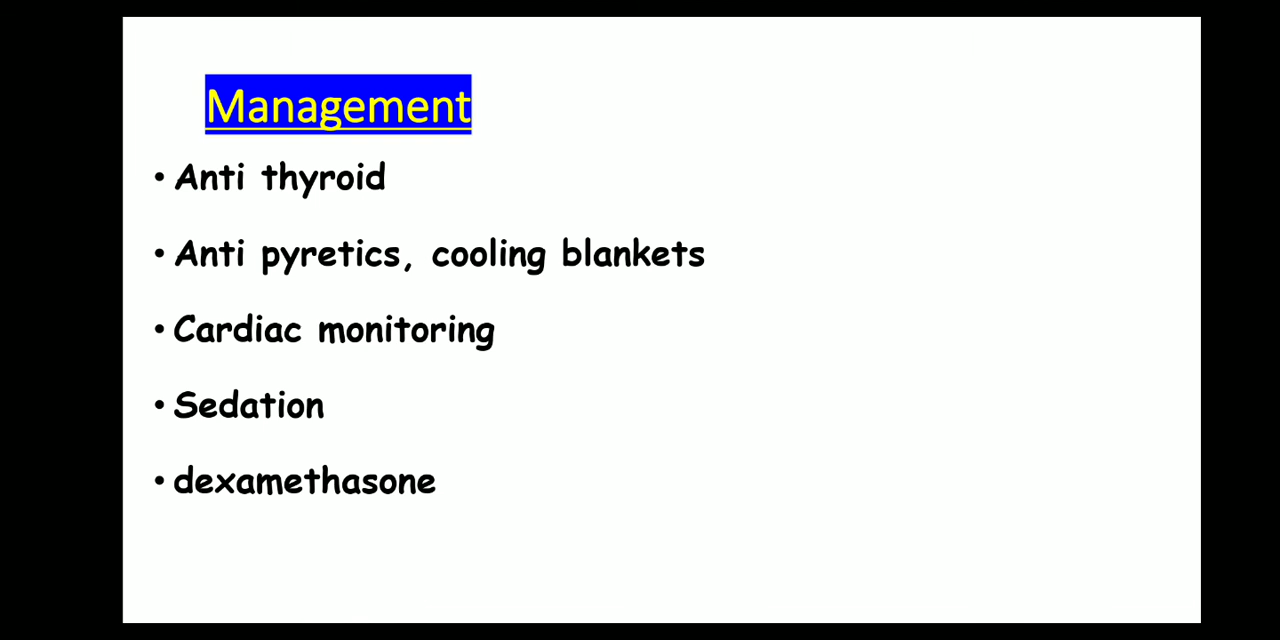 Management
• Anti thyroid
• Anti pyretics, cooling blankets
• Cardiac monitoring
• Sedation
• dexamethasone